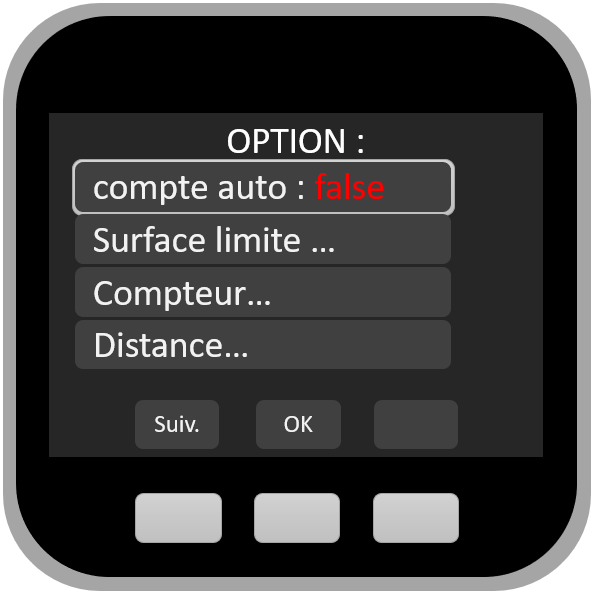 OPTION :
compte auto : false
Surface limite ...
Compteur...
Distance...
Suiv. OK